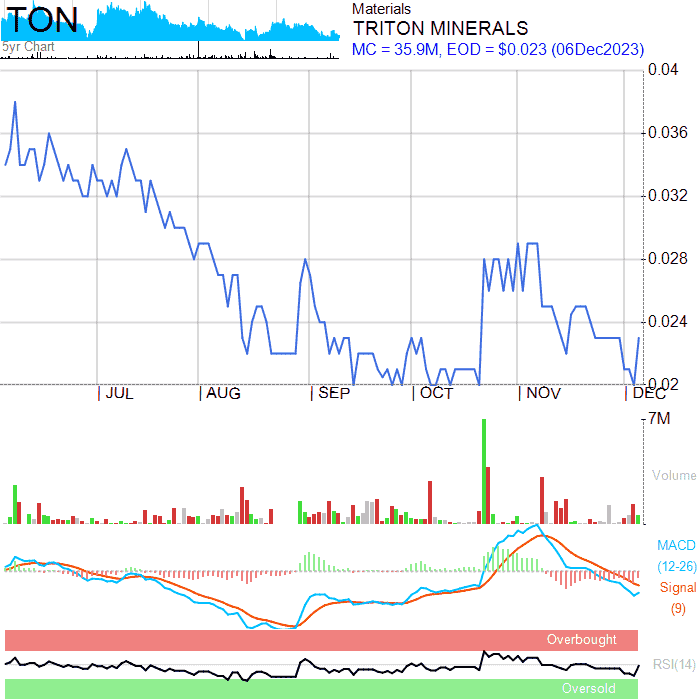 TON
5yr Chart
Materials
TRITON MINERALS
MC = 35.9M, EOD = $0.023 (06Dec2023)
0.04
0.036
0.032
0.028
0.024
0.02
JUL AUG SEP OCT NOV DEC
7M
Volume
MACD
(12-26)
Signal
(9)
Overbought
RSI(14)
Oversold